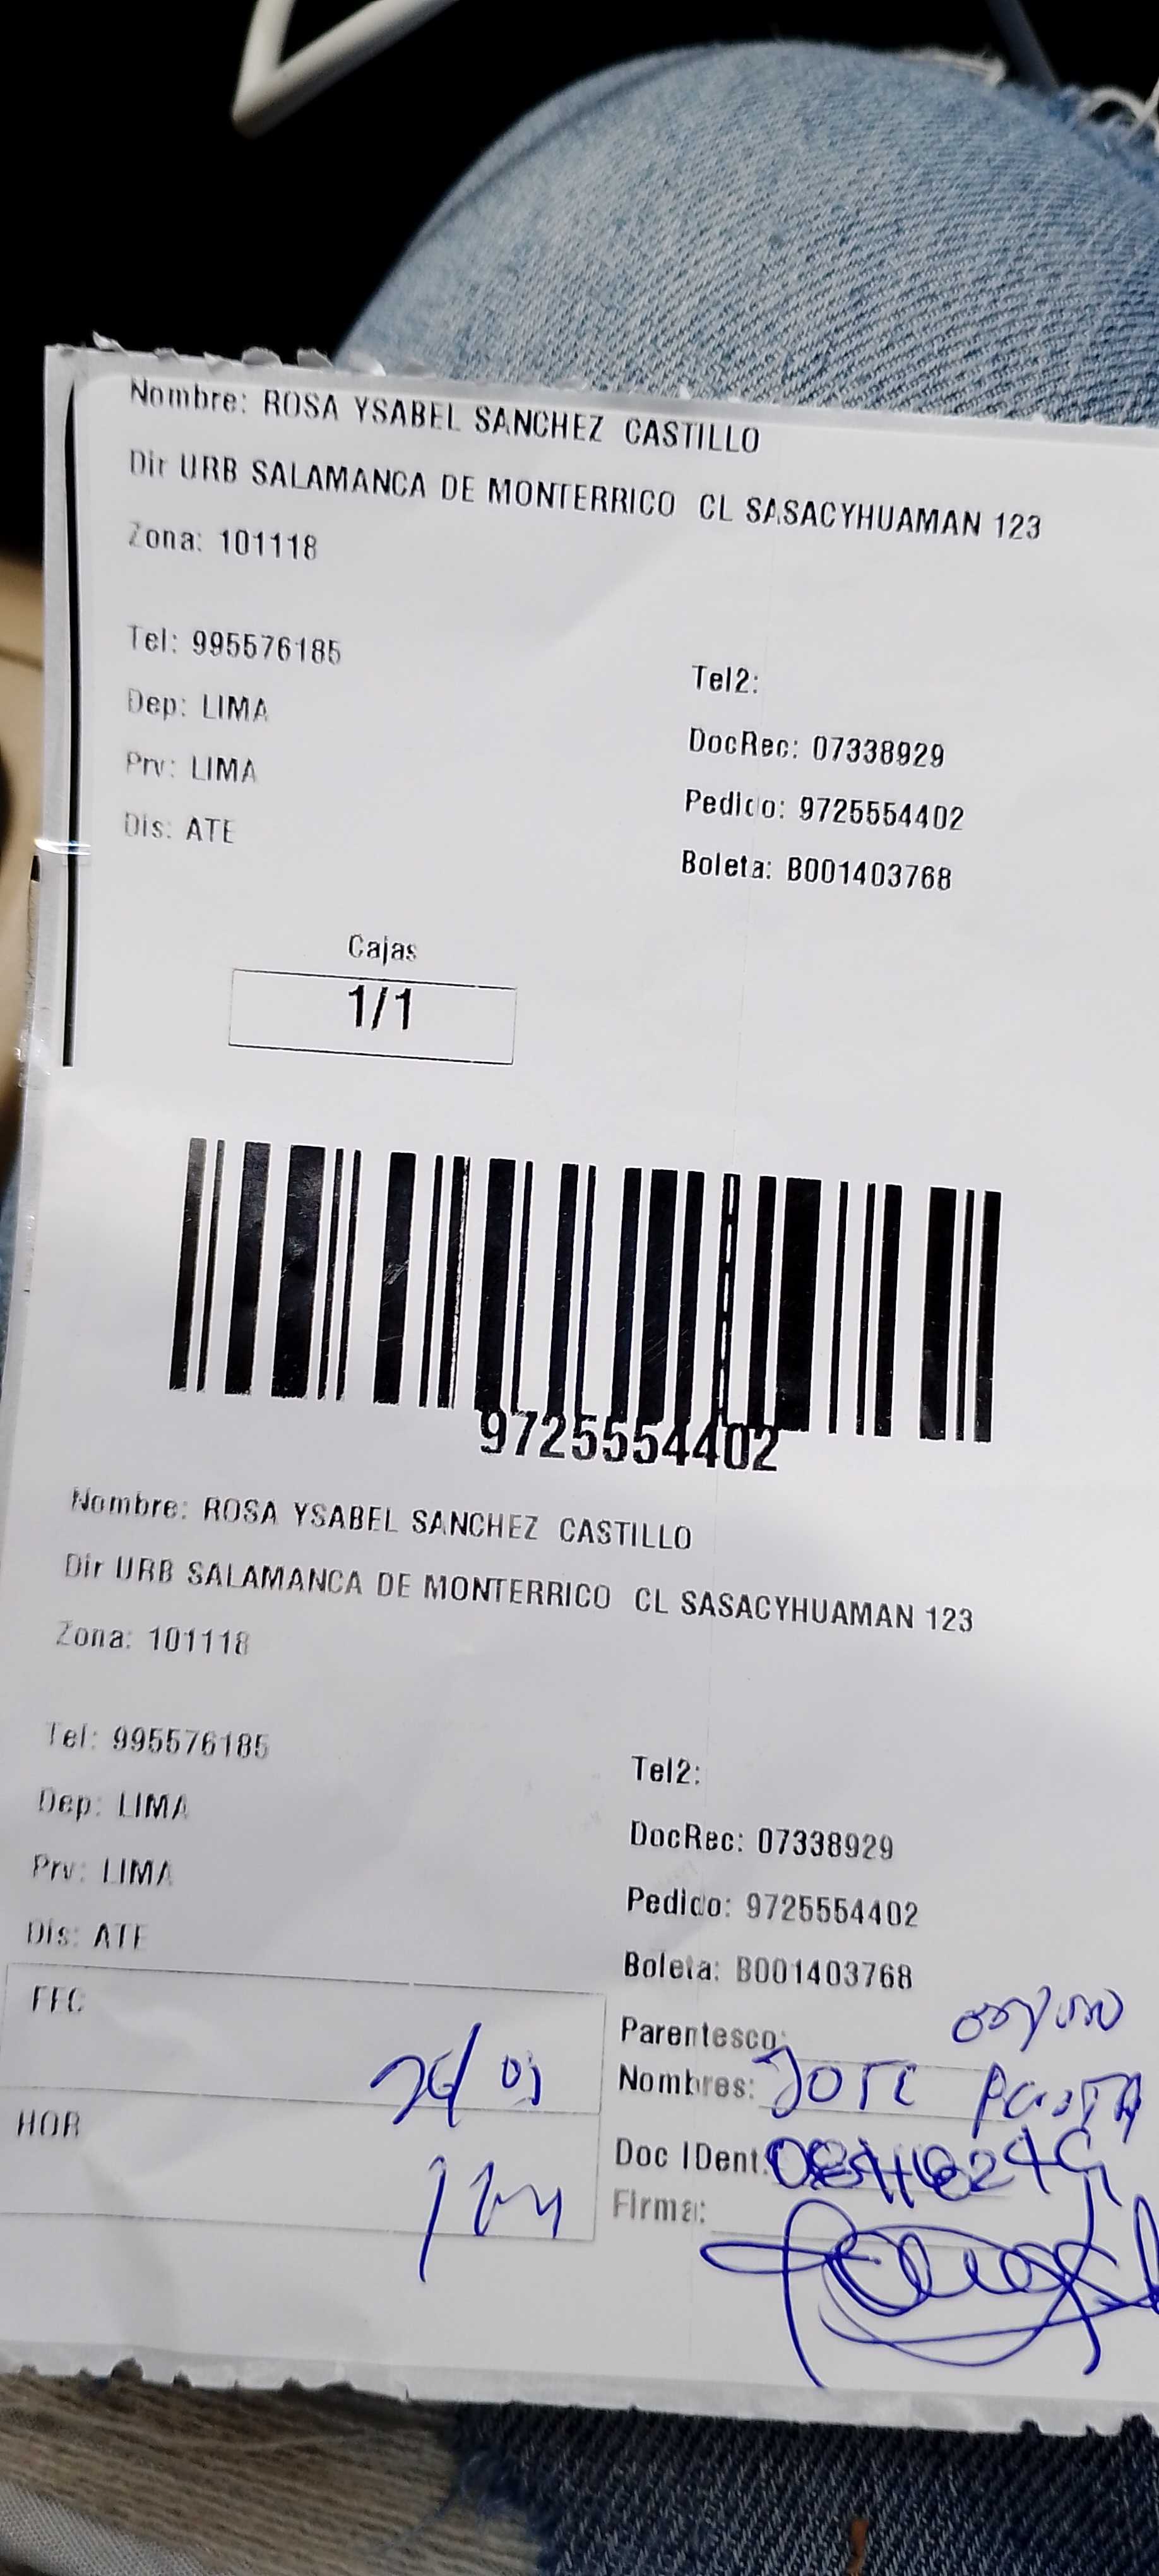 Nombre: ROSA YSABEL SANCHEZ CASTILLO
Dir URB SALAMANCA DE MONTERRICO CL SASACYHUAMAN 123
Zona: 101118
Tel: 995576185
Tel2:
Dep: LIMA
DocRec: 07338929
Prv: LIMA
Pedido: 9725554402
Dis: ATE
Boleta: B001403768
Cajas
1/1
9725554402
Nombre: ROSA YSABEL SANCHEZ CASTILLO
Dir URB SALAMANCA DE MONTERRICO CL SASACYHUAMAN 123
Zona: 101118
Tel: 995576185
Tel2:
Dep: LIMA
DocRec: 07338929
Prv: LIMA
Pedido: 9725554402
Dis: ATE
Boleta: B001403768
FEC
Parentesco:
Nombres: JOSE
HOR
Doc IDent:
Firma: